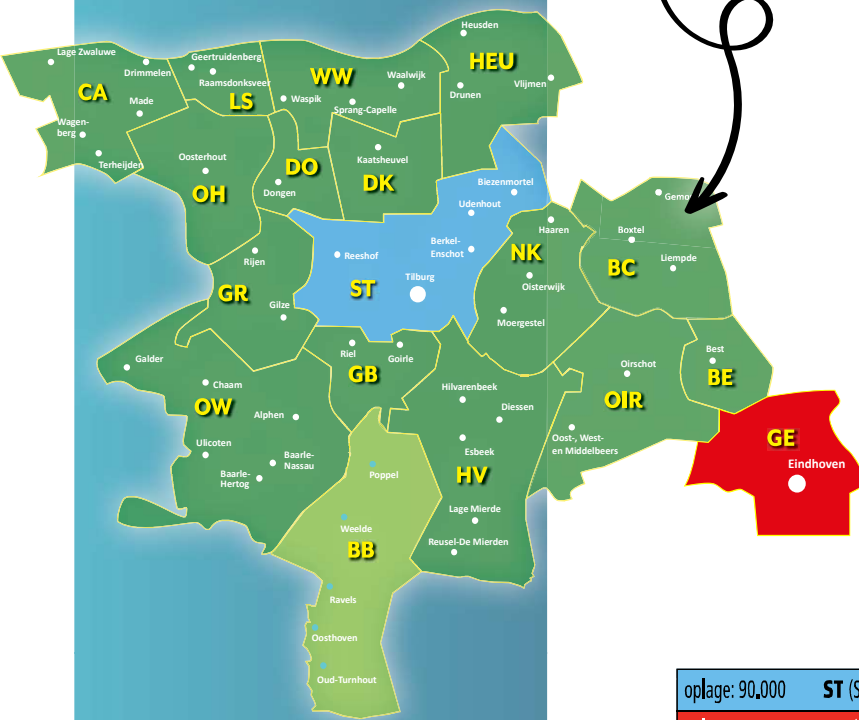 Heusden
Lage Zwaluwe
Geertruidenberg
HEU
Drimmelen
Raamsdonksveer
WW
Waalwijk
Vlijmen
CA
LS
Waspik
Drunen
Made
Sprang-Capelle
Wagen-
berg
Terheijden
Oosterhout
DO
Kaatsheuvel
OH
Dongen
DK
Biezenmortel
Udenhout
Haaren
Boxtel
Rijen
Reeshof
Berkel-
Enschot
NK
BC
Liempde
GR
ST
Tilburg
Oisterwijk
Gilze
Moergestel
Galder
Riel
Goirle
Best
Chaam
GB
Hilvarenbeek
Oirschot
BE
OW
Alphen
Diessen
OIR
Ulicoten
Baarle-
Nassau
Esbeek
Oost-, West-
en Middelbeers
GE
Baarle-
Hertog
Poppel
HV
Eindhoven
Weelde
Lage Mierde
BB
Reusel-De Mierden
Ravels
Oosthoven
Oud-Turnhout
oplage: 90.000 ST (S